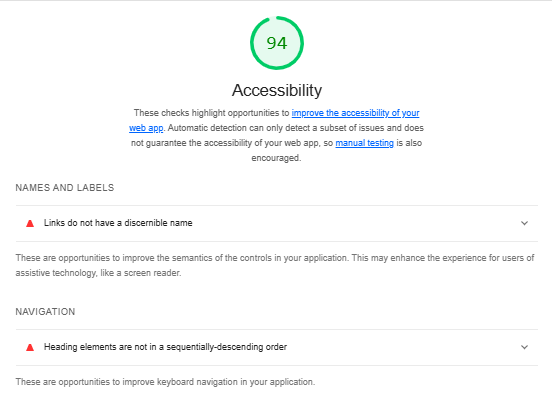 94
Accessibility
These checks highlight opportunities to improve the accessibility of your
web app. Automatic detection can only detect a subset of issues and does
not guarantee the accessibility of your web app, so manual testing is also
encouraged.
NAMES AND LABELS
Links do not have a discernible name
These are opportunities to improve the semantics of the controls in your application. This may enhance the experience for users of
assistive technology, like a screen reader.
NAVIGATION
Heading elements are not in a sequentially-descending order
These are opportunities to improve keyboard navigation in your application.